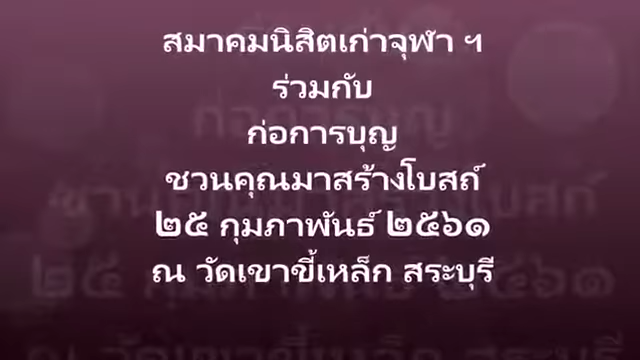 สมาคมนิสิตเก่าจุฬา ฯ
ร่วมกับ
ก่อการบุญ
ชวนคุณมาสร้างโบสถ์
๒๕ กุมภาพันธ์ ๒๕๖๑
ณ วัดเขาขี้เหล็ก สระบุรี